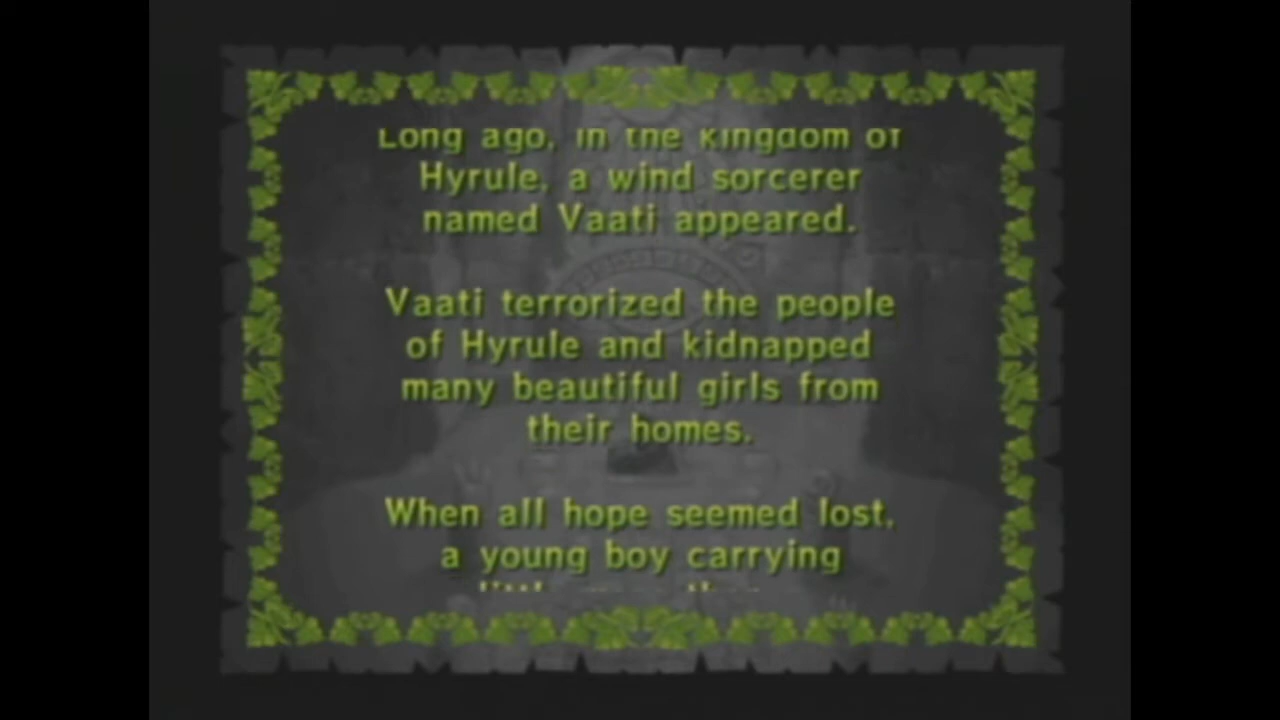 Long ago, in the kingdom of
Hyrule, a wind sorcerer
named Vaati appeared.
Vaati terrorized the people
of Hyrule and kidnapped
many beautiful girls from
their homes.
When all hope seemed lost,
a young boy carrying